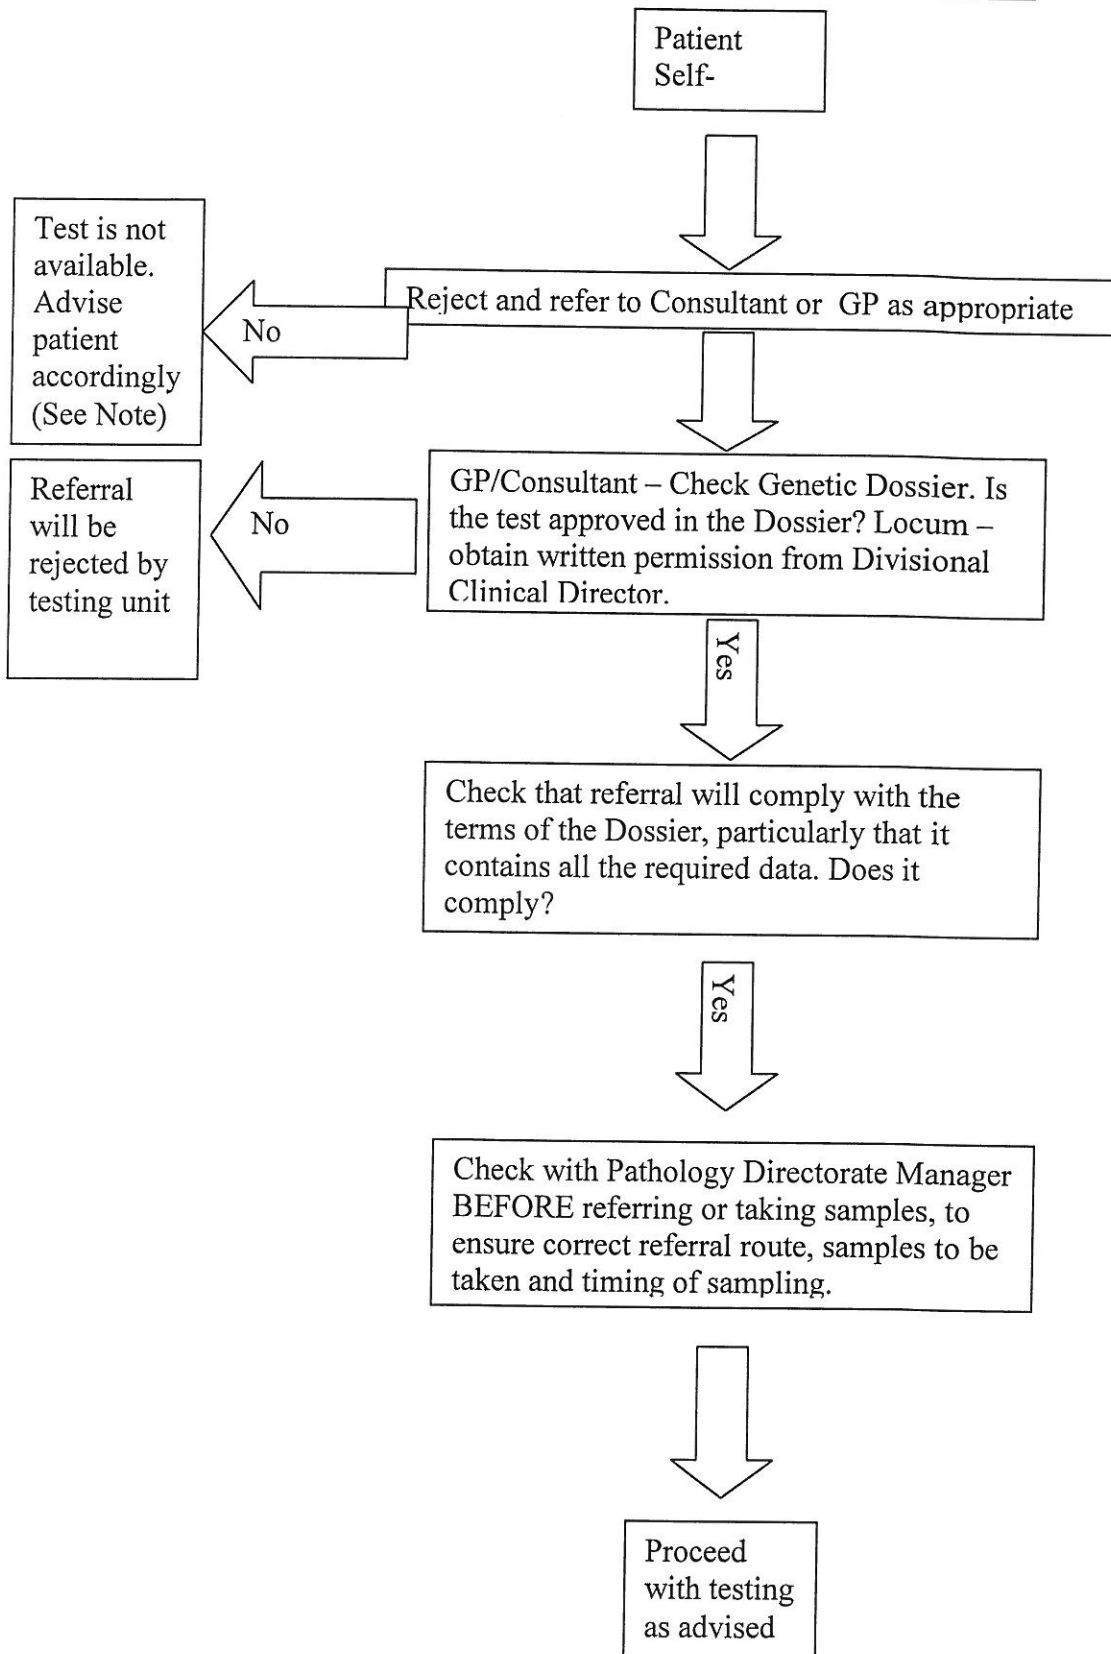 Patient
Self-
Test is not
available.
Advise
patient
accordingly
(See Note)
No
Reject and refer to Consultant or GP as appropriate
Referral
will be
rejected by
testing unit
No
GP/Consultant – Check Genetic Dossier. Is
the test approved in the Dossier? Locum –
obtain written permission from Divisional
Clinical Director.
Yes
Check that referral will comply with the
terms of the Dossier, particularly that it
contains all the required data. Does it
comply?
Yes
Check with Pathology Directorate Manager
BEFORE referring or taking samples, to
ensure correct referral route, samples to be
taken and timing of sampling.
Proceed
with testing
as advised